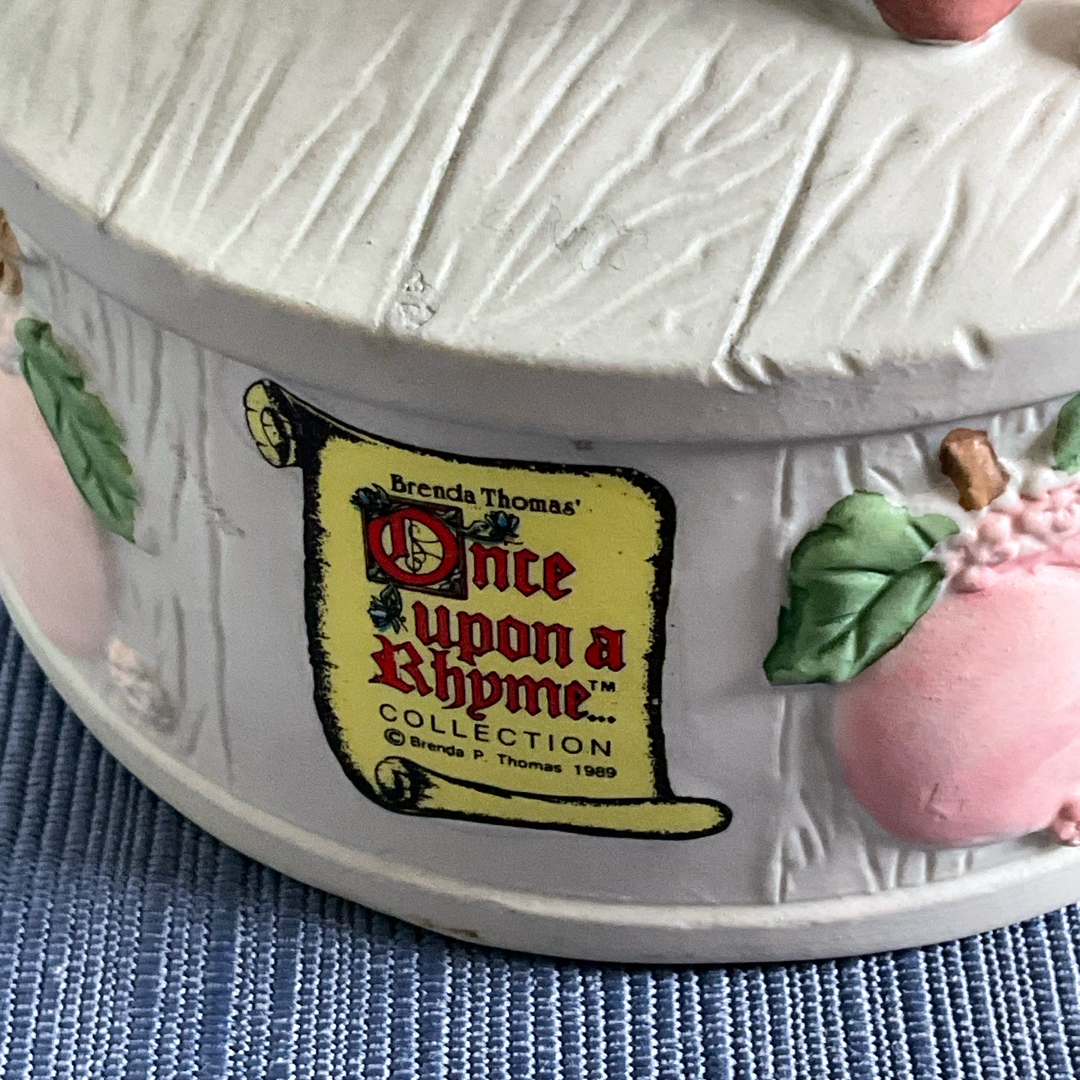 Brenda Thomas'
Once
upon a
Rhyme™...
COLLECTION
© Brenda P. Thomas 1989